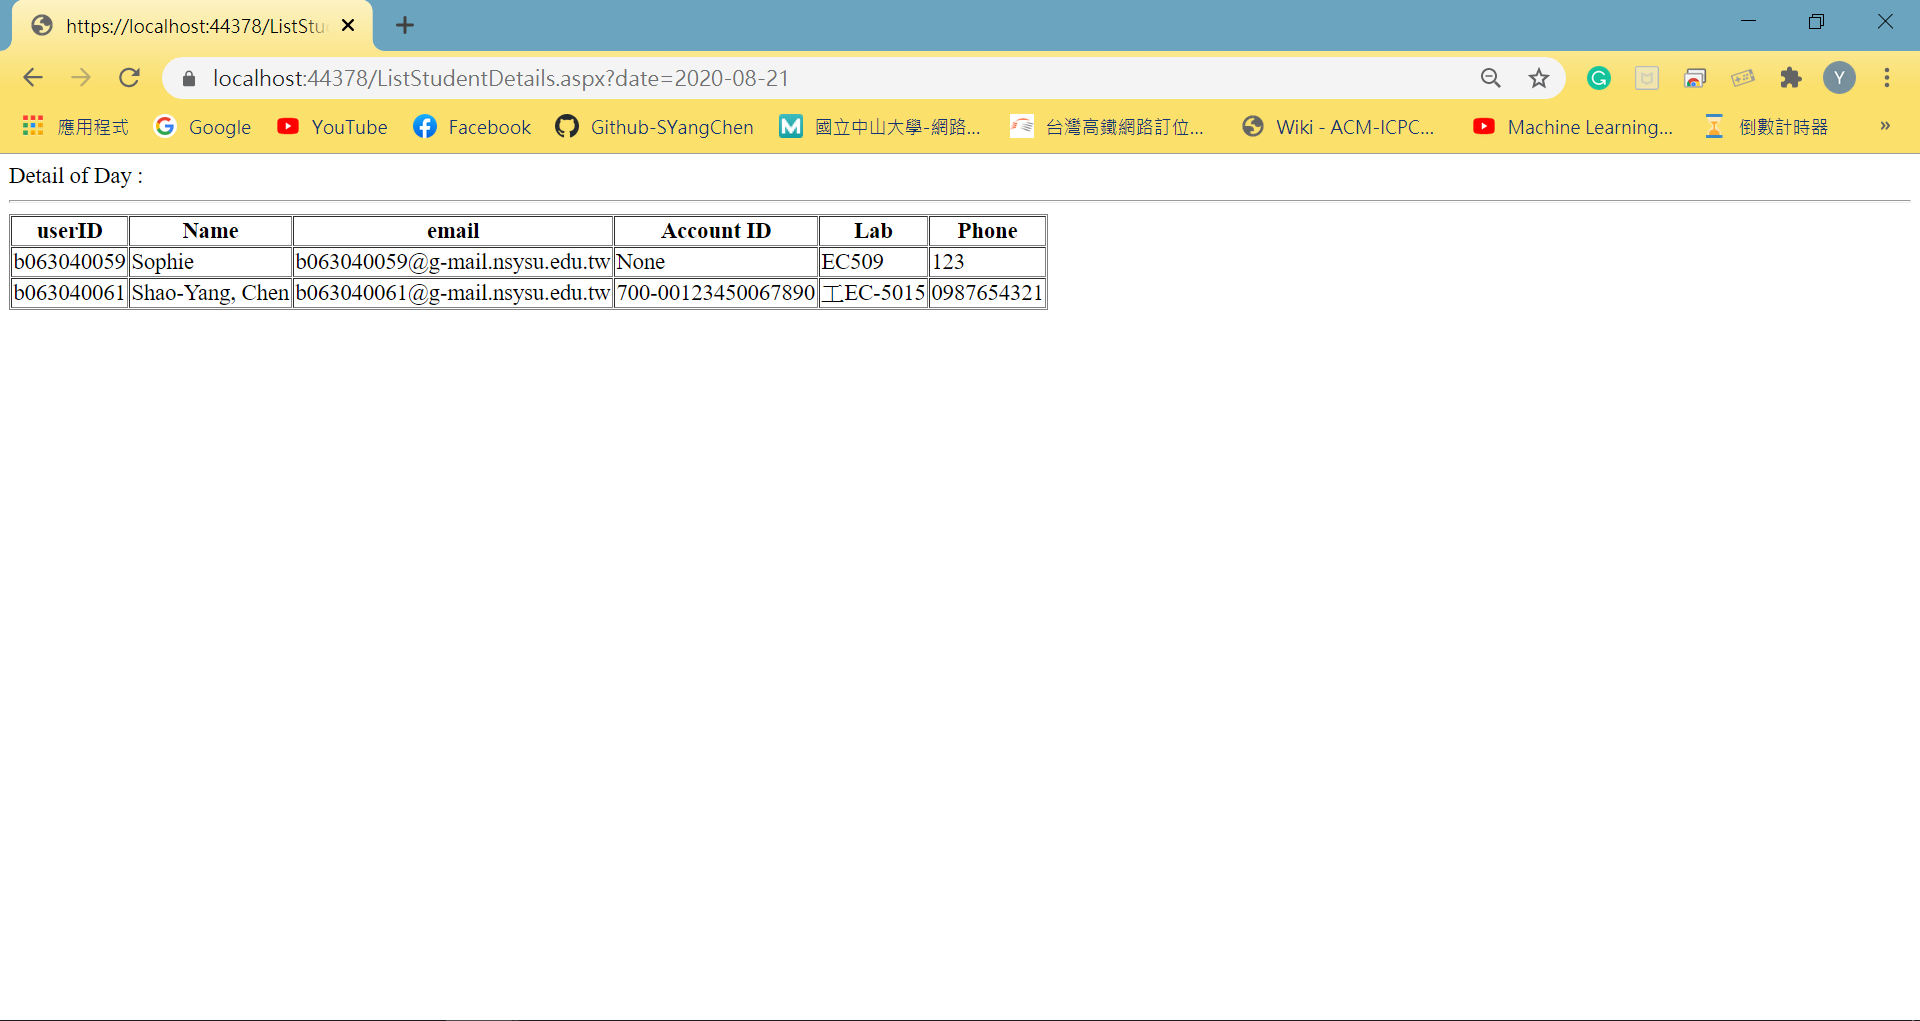 https://localhost:44378/ListStu
localhost:44378/ListStudentDetails.aspx?date=2020-08-21
Y
應用程式 Google YouTube Facebook Github-SYangChen 國立中山大學-網路... 台灣高鐵網路訂位... Wiki - ACM-ICPC... Machine Learning... 倒數計時器 »
Detail of Day :
userID Name email Account ID Lab Phone
b063040059 Sophie b063040059@g-mail.nsysu.edu.tw None EC509 123
b063040061 Shao-Yang, Chen b063040061@g-mail.nsysu.edu.tw 700-00123450067890 工EC-5015 0987654321